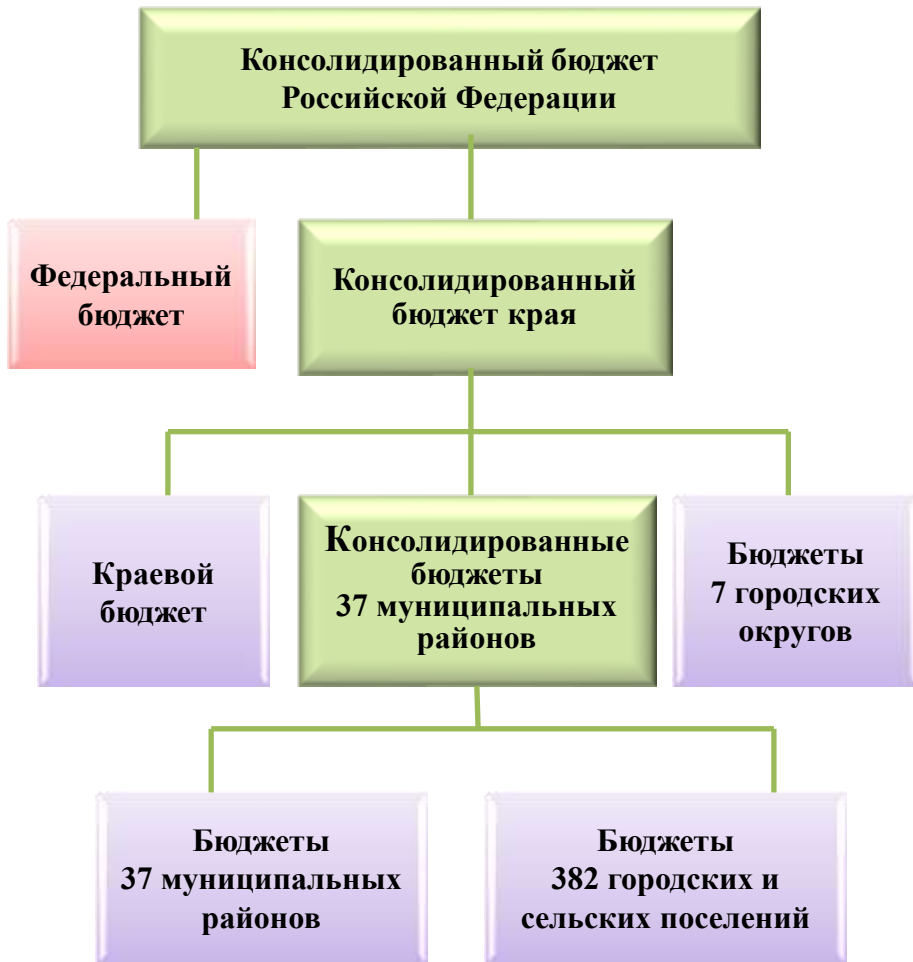 Консолидированный бюджет
Российской Федерации
Федеральный
бюджет
Консолидированный
бюджет края
Краевой
бюджет
Консолидированные
бюджеты
37 муниципальных
районов
Бюджеты
7 городских
округов
Бюджеты
37 муниципальных
районов
Бюджеты
382 городских и
сельских поселений